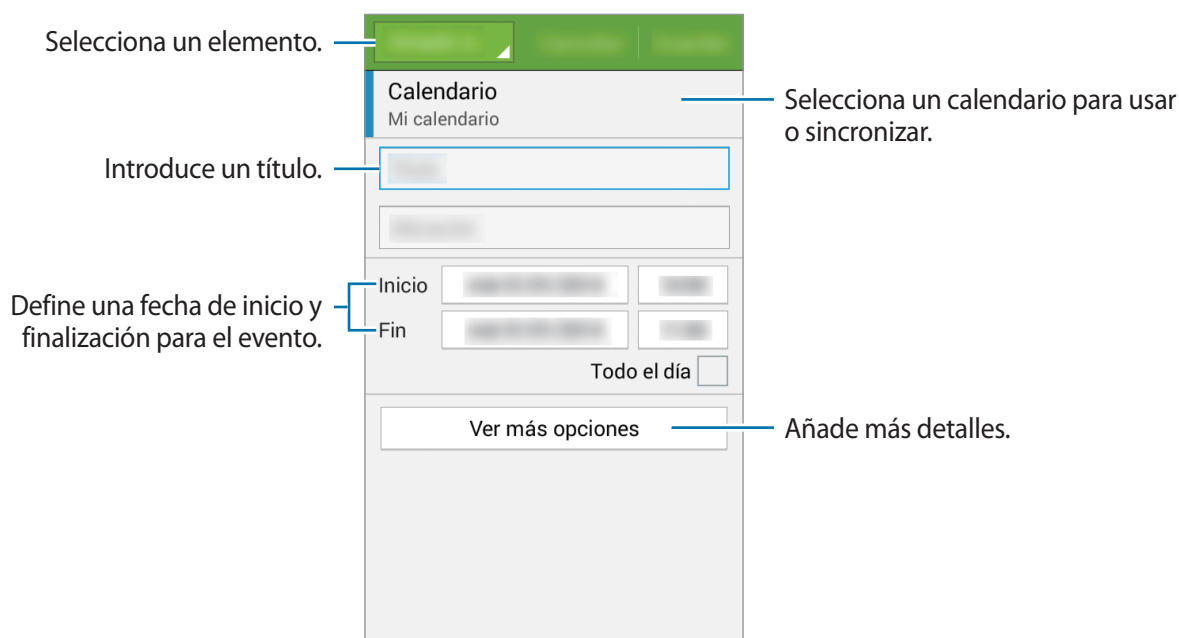 Selecciona un elemento.
Calendario
Mi calendario
Selecciona un calendario para usar
o sincronizar.
Introduce un título.
Define una fecha de inicio y
finalización para el evento.
Inicio
Fin
Todo el día
Ver más opciones
Añade más detalles.